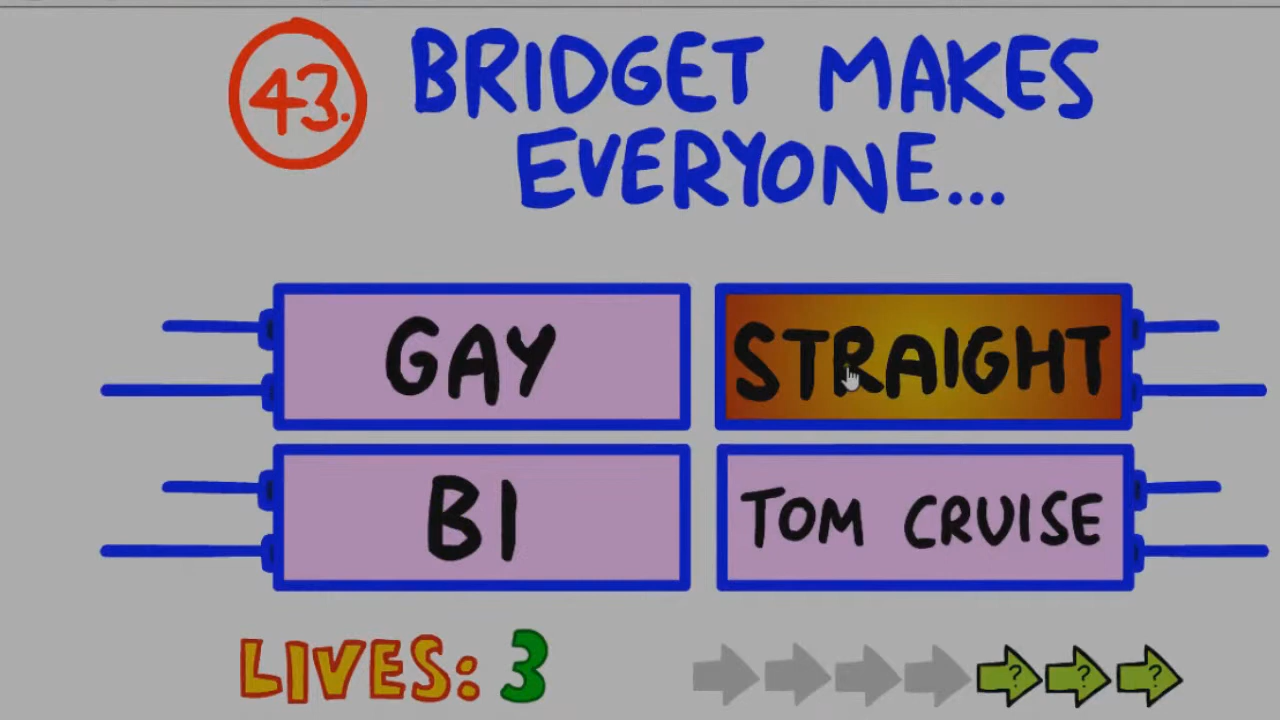 43. BRIDGET MAKES
EVERYONE...
GAY
STRAIGHT
BI
TOM CRUISE
LIVES: 3
? ? ?